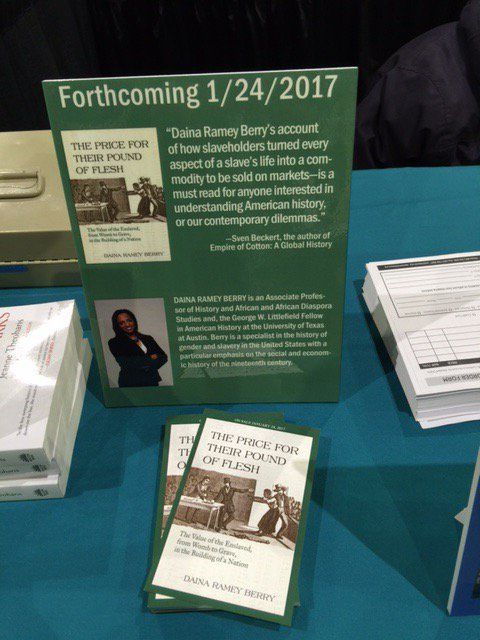 Forthcoming 1/24/2017
THE PRICE FOR
THEIR POUND
OF FLESH
The Value of the Enslaved,
from Womb to Grave,
in the Building of a Nation
DAINA RAMEY BERRY
“Daina Ramey Berry's account
of how slaveholders turned every
aspect of a slave's life into a com-
modity to be sold on markets—is a
must read for anyone interested in
understanding American history,
or our contemporary dilemmas.”
—Sven Beckert, the author of
Empire of Cotton: A Global History
DAINA RAMEY BERRY is an Associate Profes-
sor of History and African and African Diaspora
Studies and, the George W. Littlefield Fellow
in American History at the University of Texas
at Austin. Berry is a specialist in the history of
gender and slavery in the United States with a
particular emphasis on the social and econom-
ic history of the nineteenth century.
ON SALE JANUARY 24, 2017
THE PRICE FOR
THEIR POUND
OF FLESH
The Value of the Enslaved,
from Womb to Grave,
in the Building of a Nation
DAINA RAMEY BERRY
ORDER FORM